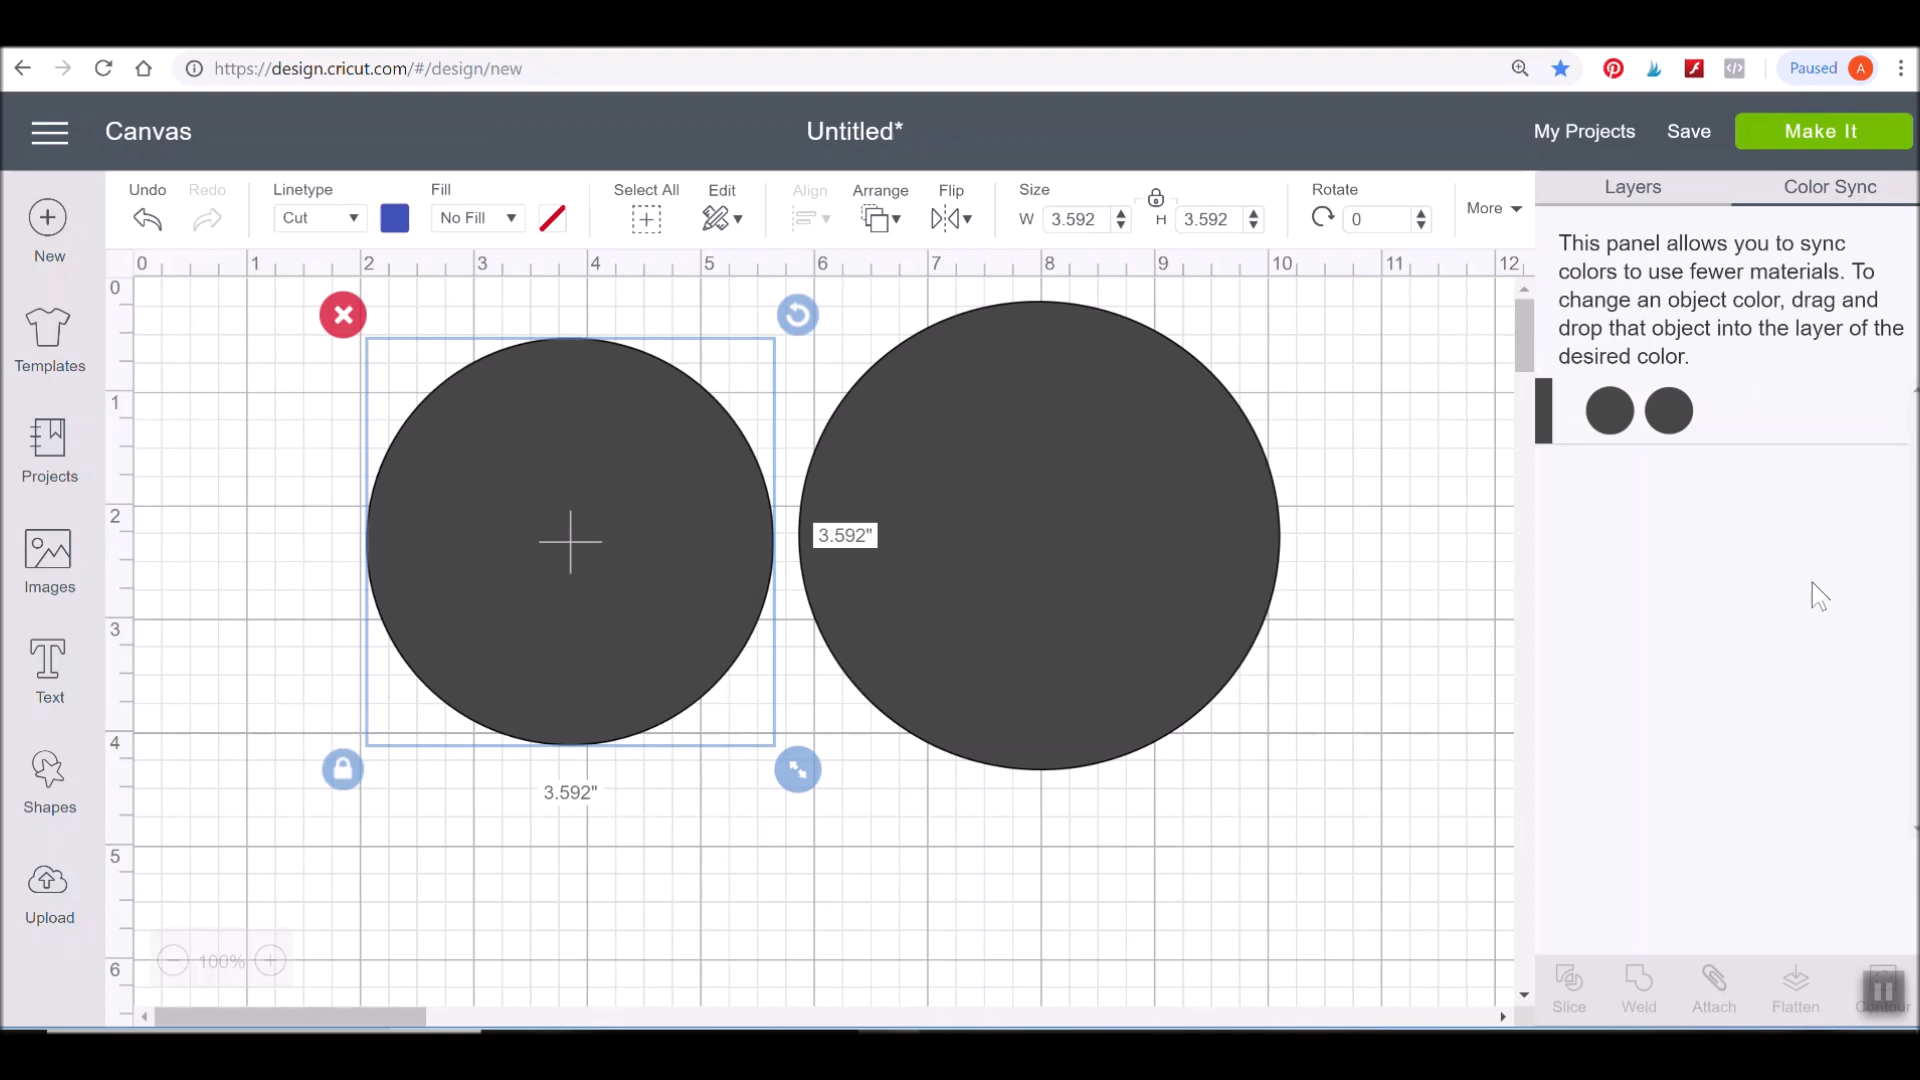 https://design.cricut.com/#/design/new
Paused A
Canvas
Untitled*
My Projects
Save
Make It
Undo
Redo
Linetype
Cut
Fill
No Fill
Select All
Edit
Align
Arrange
Flip
Size
W 3.592
H 3.592
Rotate
0
More
Layers
Color Sync
This panel allows you to sync
colors to use fewer materials. To
change an object color, drag and
drop that object into the layer of the
desired color.
0 1 2 3 4 5 6 7 8 9 10 11 12
0
1
2
3
4
5
6
New
Templates
Projects
Images
Text
Shapes
Upload
3.592"
3.592"
100%
Slice
Weld
Attach
Flatten
Contour